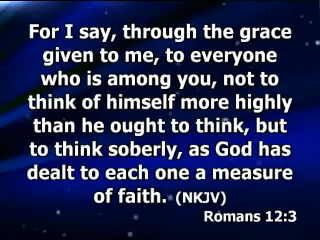 For I say, through the grace
given to me, to everyone
who is among you, not to
think of himself more highly
than he ought to think, but
to think soberly, as God has
dealt to each one a measure
of faith. (NKJV)
Romans 12:3